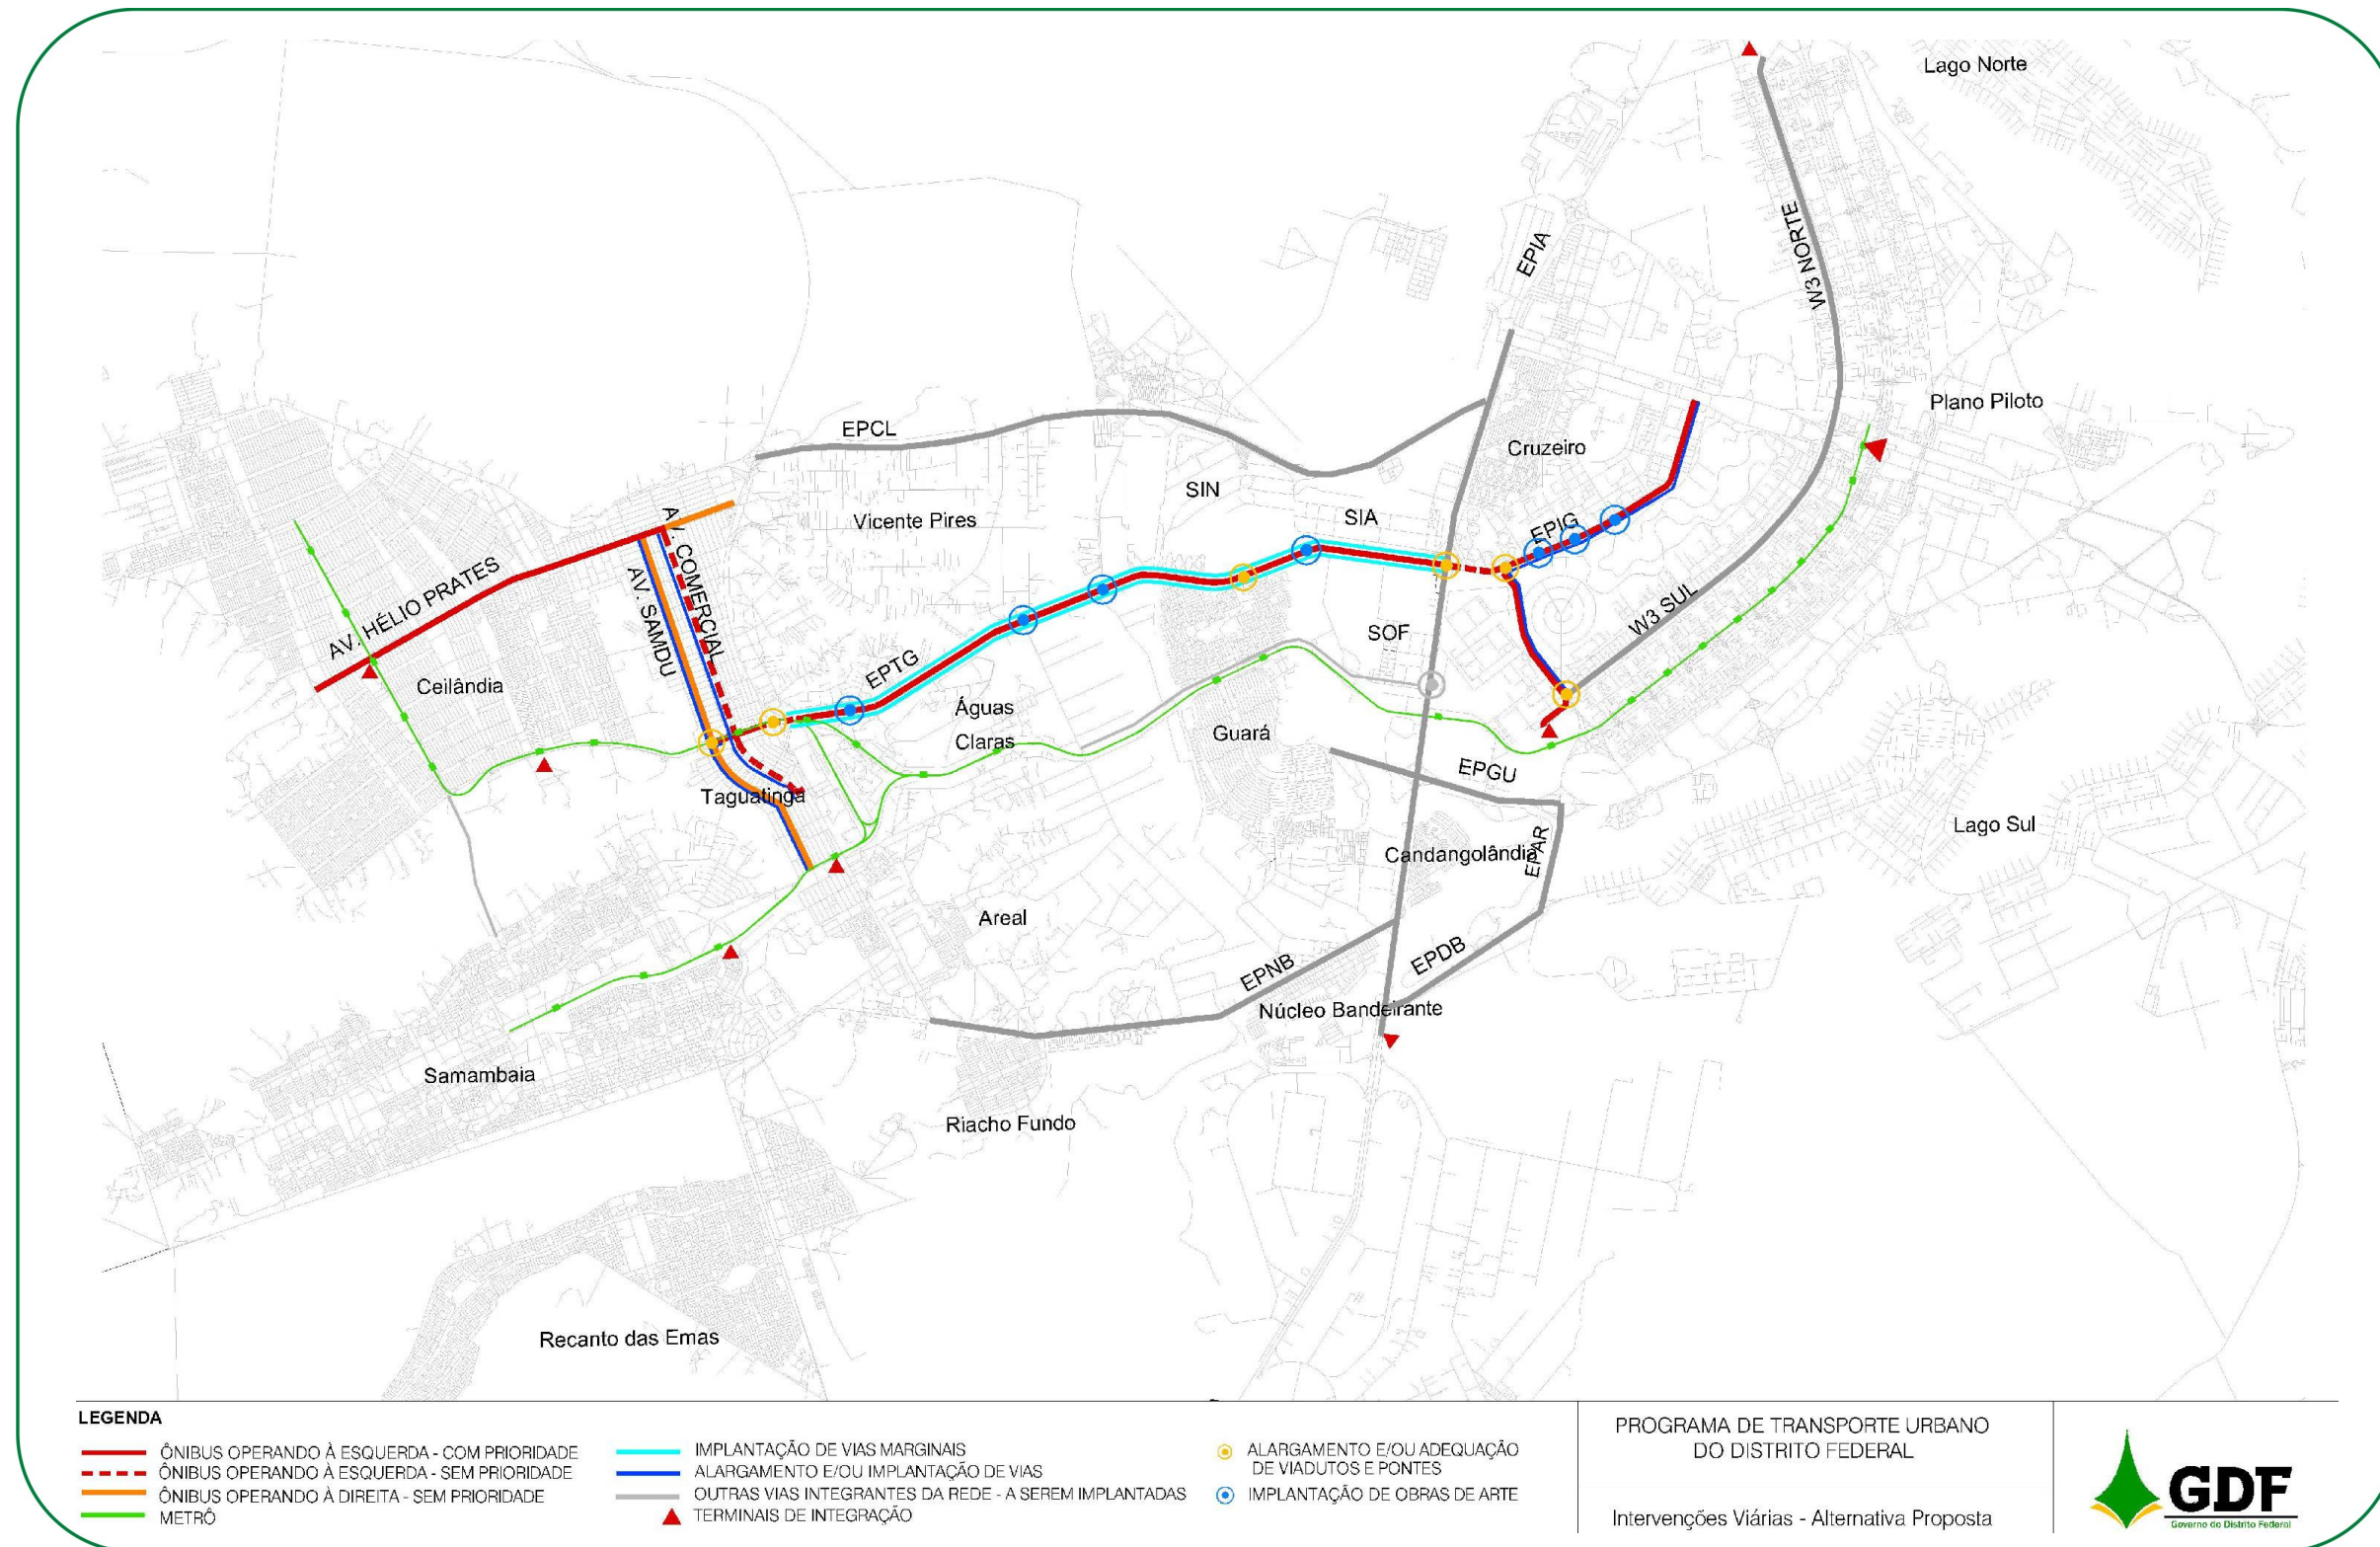 Lago Norte
EPIA
W3 NORTE
Plano Piloto
EPCL
Cruzeiro
SIN
SIA
Vicente Pires
EPIG
AV. COMERCIAL
AV. HÉLIO PRATES
AV. SAMDU
W3 SUL
SOF
EPTG
Ceilândia
Águas
Claras
Guará
EPGU
Taguatinga
Lago Sul
Candangolândia
EPAR
Areal
EPDB
EPNB
Núcleo Bandeirante
Samambaia
Riacho Fundo
Recanto das Emas
LEGENDA
ÔNIBUS OPERANDO À ESQUERDA - COM PRIORIDADE
ÔNIBUS OPERANDO À ESQUERDA - SEM PRIORIDADE
ÔNIBUS OPERANDO À DIREITA - SEM PRIORIDADE
METRÔ
IMPLANTAÇÃO DE VIAS MARGINAIS
ALARGAMENTO E/OU IMPLANTAÇÃO DE VIAS
OUTRAS VIAS INTEGRANTES DA REDE - A SEREM IMPLANTADAS
TERMINAIS DE INTEGRAÇÃO
ALARGAMENTO E/OU ADEQUAÇÃO
DE VIADUTOS E PONTES
IMPLANTAÇÃO DE OBRAS DE ARTE
PROGRAMA DE TRANSPORTE URBANO
DO DISTRITO FEDERAL
Intervenções Viárias - Alternativa Proposta
GDF
Governo do Distrito Federal